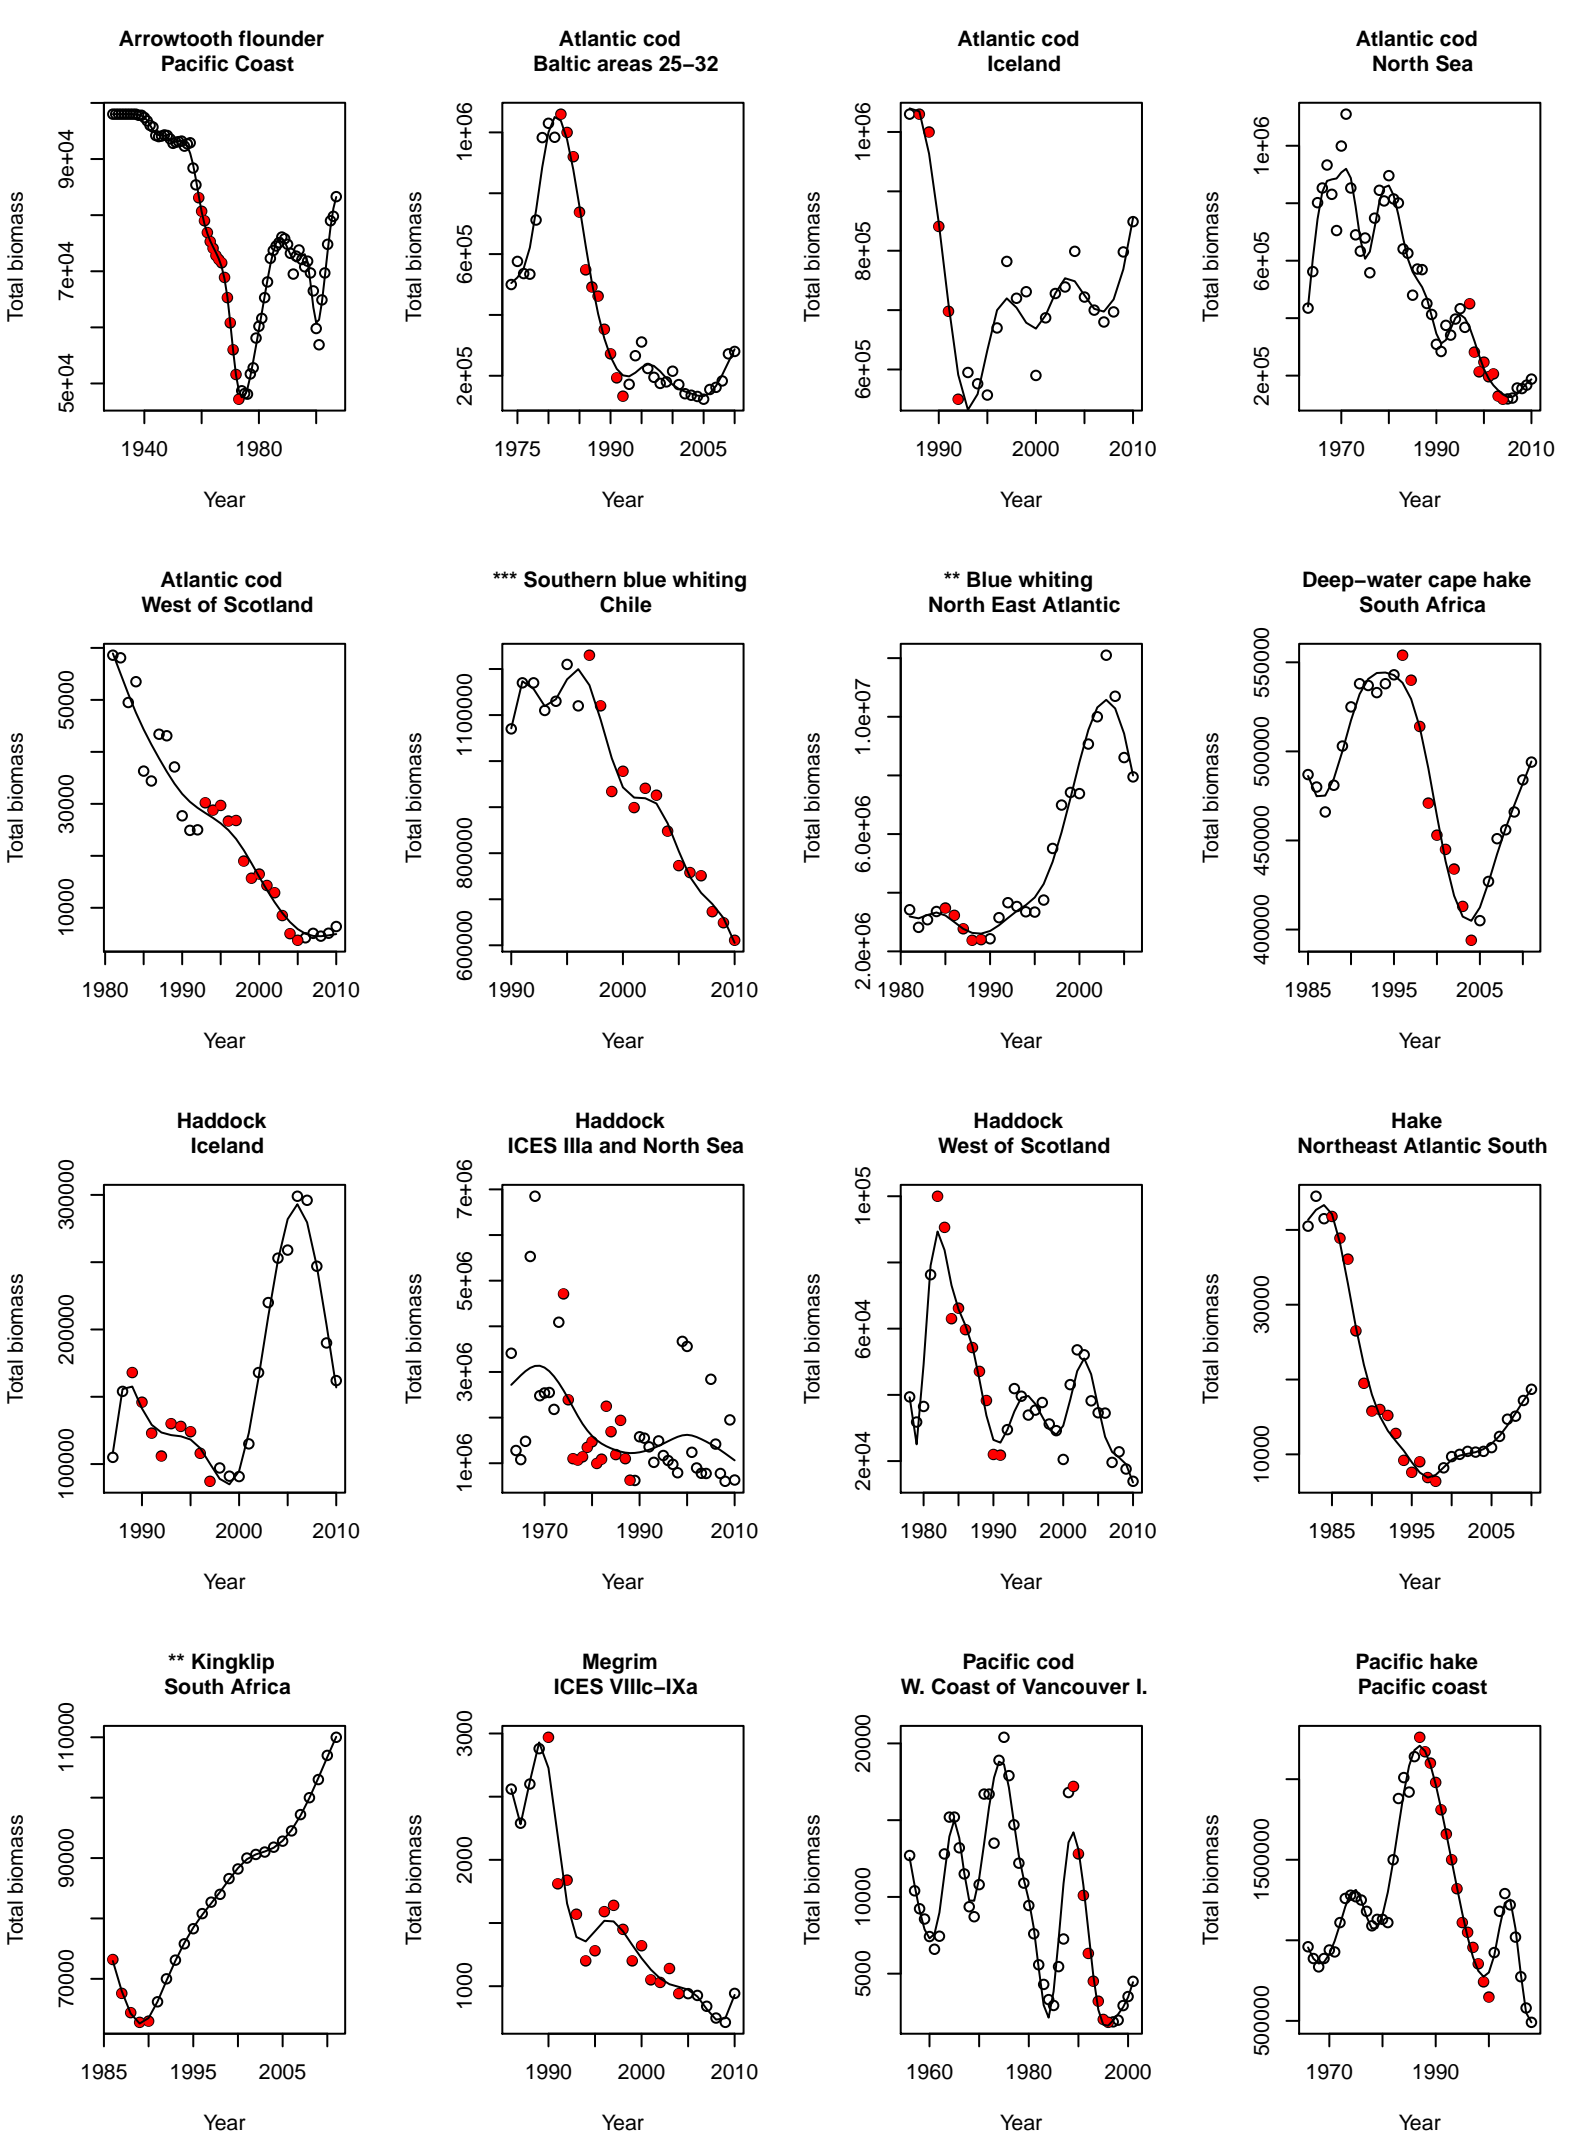 Arrowtooth flounder
Pacific Coast
Total biomass
5e+04 7e+04 9e+04
1940 1980
Year
Atlantic cod
Baltic areas 25−32
Total biomass
2e+05 6e+05 1e+06
1975 1990 2005
Year
Atlantic cod
Iceland
Total biomass
6e+05 8e+05 1e+06
1990 2000 2010
Year
Atlantic cod
North Sea
Total biomass
2e+05 6e+05 1e+06
1970 1990 2010
Year
Atlantic cod
West of Scotland
Total biomass
10000 30000 50000
1980 1990 2000 2010
Year
*** Southern blue whiting
Chile
Total biomass
600000 800000 1100000
1990 2000 2010
Year
** Blue whiting
North East Atlantic
Total biomass
2.0e+06 6.0e+06 1.0e+07
1980 1990 2000
Year
Deep−water cape hake
South Africa
Total biomass
400000 450000 500000 550000
1985 1995 2005
Year
Haddock
Iceland
Total biomass
100000 200000 300000
1990 2000 2010
Year
Haddock
ICES IIIa and North Sea
Total biomass
1e+06 3e+06 5e+06 7e+06
1970 1990 2010
Year
Haddock
West of Scotland
Total biomass
2e+04 6e+04 1e+05
1980 1990 2000 2010
Year
Hake
Northeast Atlantic South
Total biomass
10000 30000
1985 1995 2005
Year
** Kingklip
South Africa
Total biomass
70000 90000 110000
1985 1995 2005
Year
Megrim
ICES VIIIc−IXa
Total biomass
1000 2000 3000
1990 2000 2010
Year
Pacific cod
W. Coast of Vancouver I.
Total biomass
5000 10000 20000
1960 1980 2000
Year
Pacific hake
Pacific coast
Total biomass
500000 1500000
1970 1990
Year